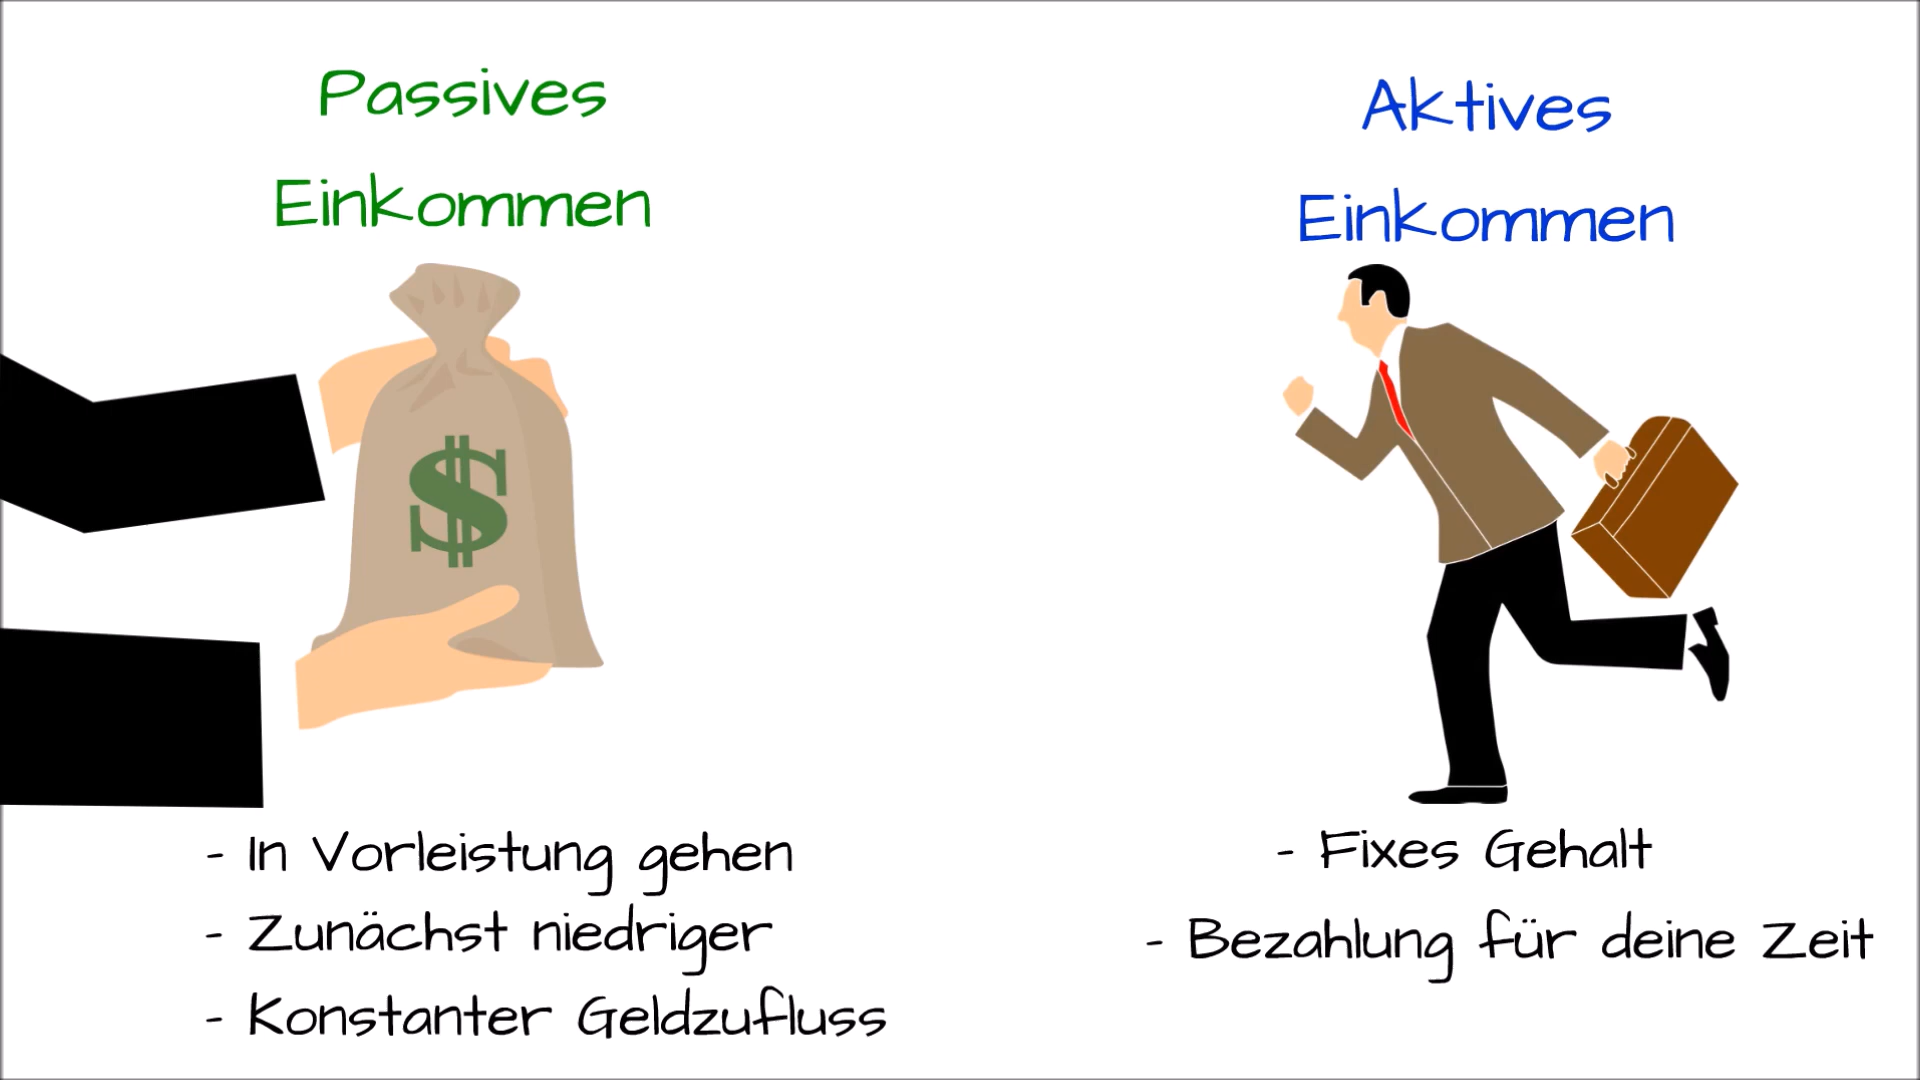 Passives
Einkommen
$
- In Vorleistung gehen
- Zunächst niedriger
- Konstanter Geldzufluss
Aktives
Einkommen
- Fixes Gehalt
- Bezahlung für deine Zeit